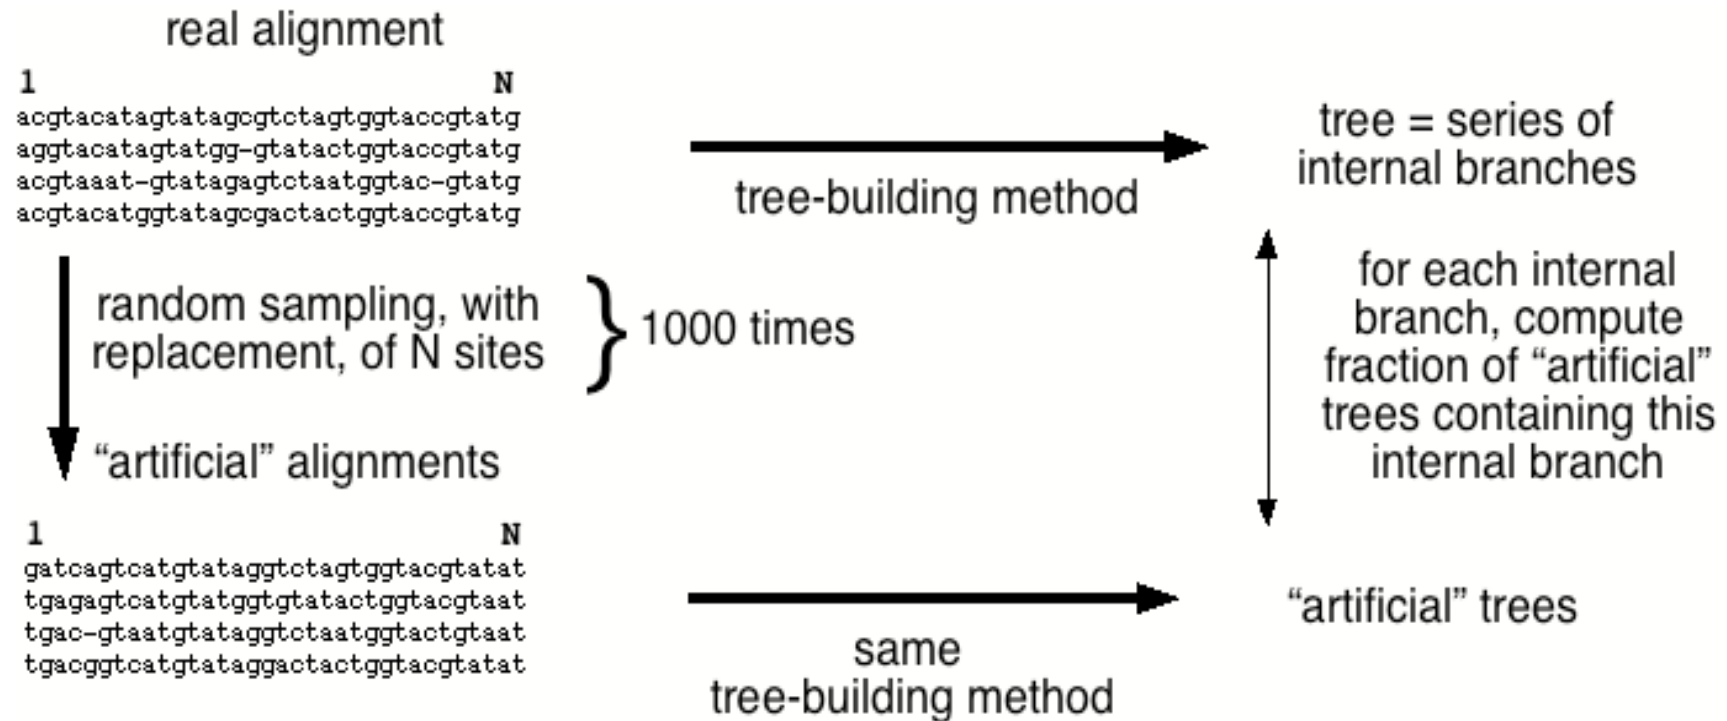 real alignment
1 N
acgtacatagtatagcgtctagtggtaccgtatg
aggtacatagtatgg-gtatactggtaccgtatg
acgtaaat-gtatagagtctaatggtac-gtatg
acgtacatggtatagcgactactggtaccgtatg
tree-building method
tree = series of
internal branches
random sampling, with
replacement, of N sites
} 1000 times
for each internal
branch, compute
fraction of “artificial”
trees containing this
internal branch
“artificial” alignments
1 N
gatcagtcatgtataggtctagtggtacgtatat
tgagagtcatgtatggtgtatactggtacgtaat
tgac-gtaatgtataggtctaatggtactgtaat
tgacggtcatgtataggactactggtacgtatat
same
tree-building method
“artificial” trees